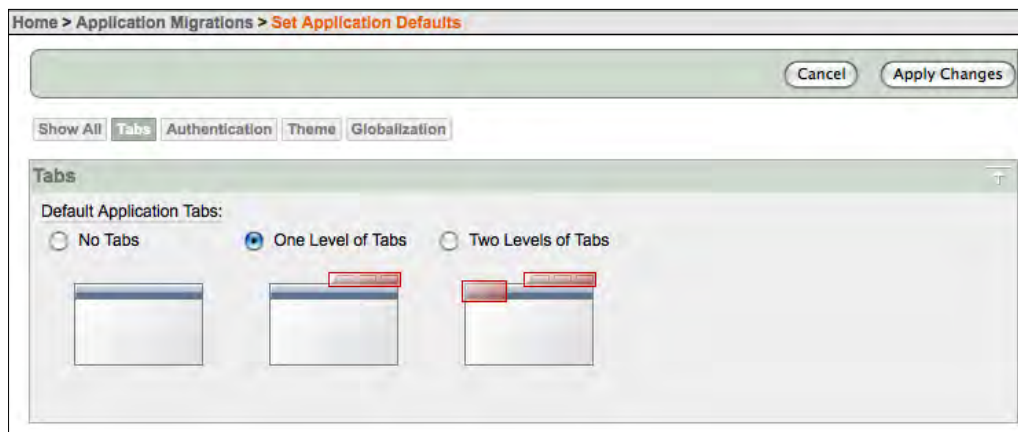 Home > Application Migrations > Set Application Defaults
Cancel Apply Changes
Show All Tabs Authentication Theme Globalization
Tabs
Default Application Tabs:
No Tabs One Level of Tabs Two Levels of Tabs